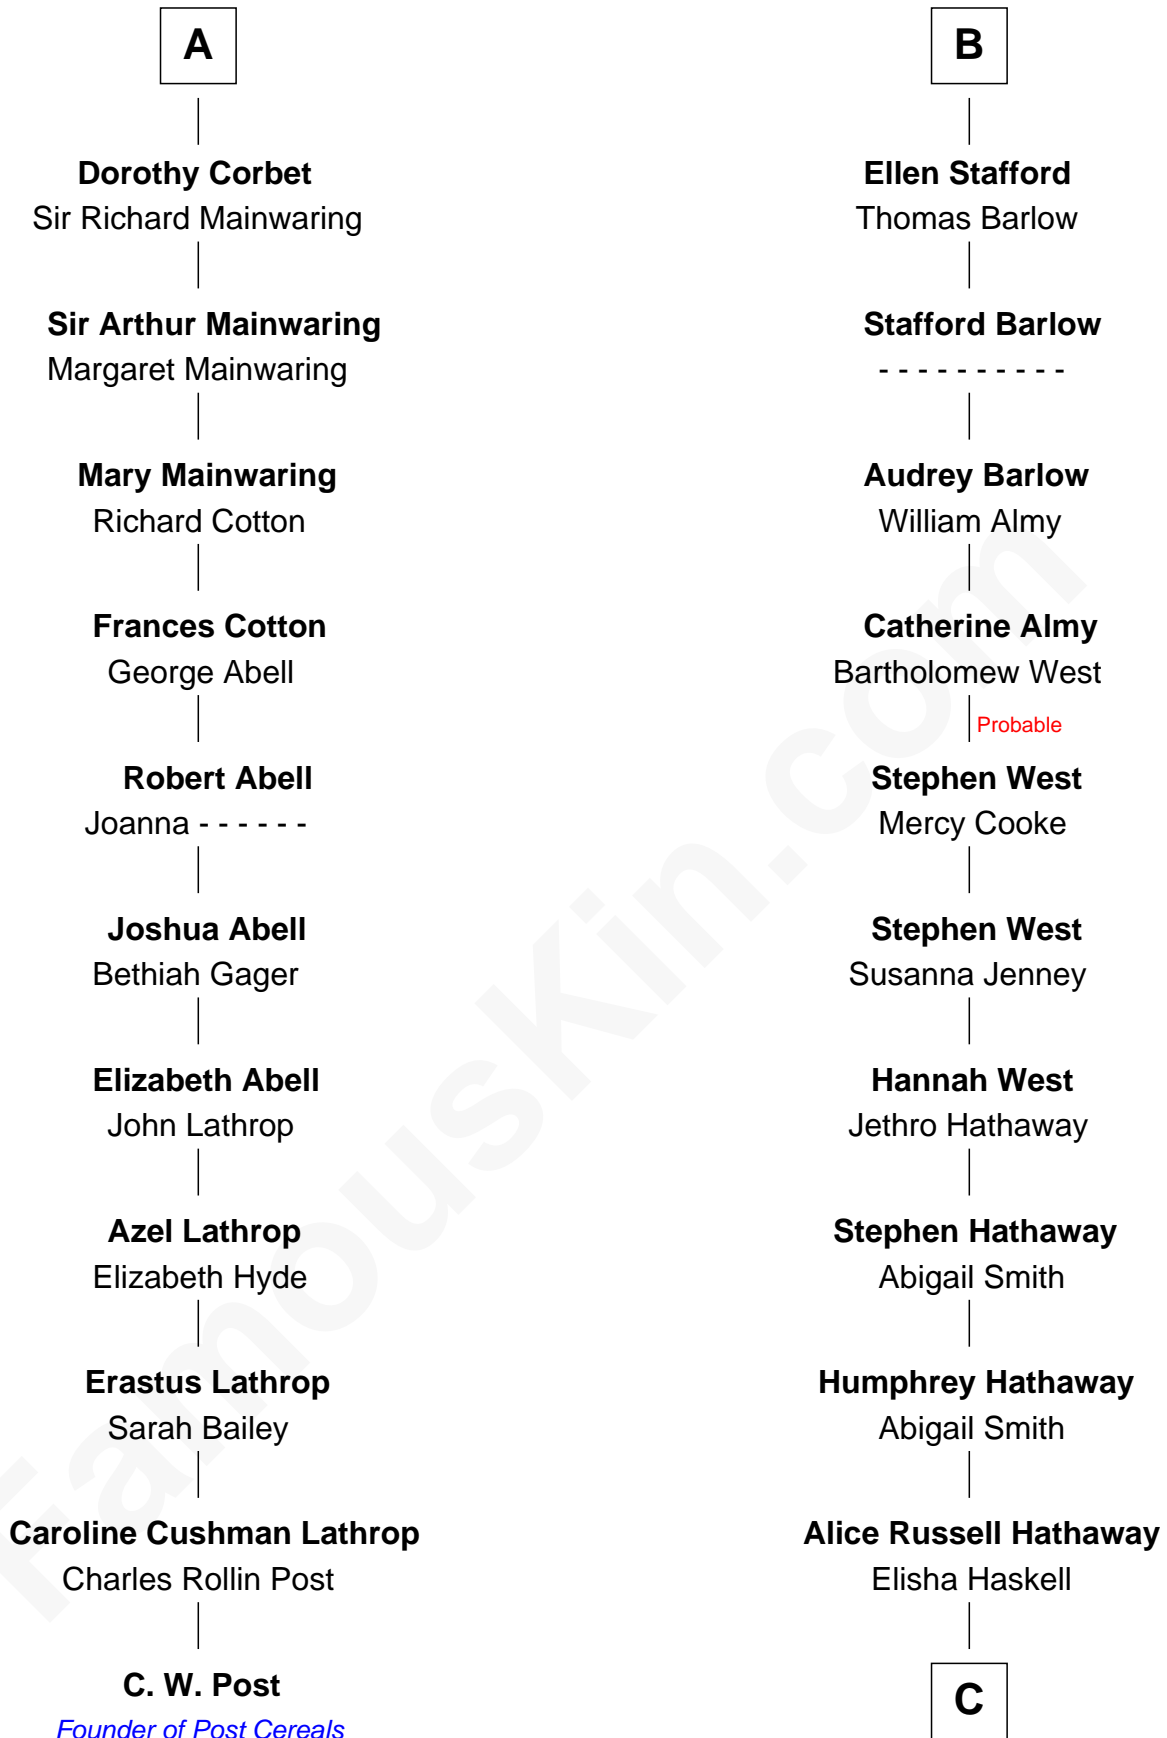 A
Dorothy Corbet
Sir Richard Mainwaring
Sir Arthur Mainwaring
Margaret Mainwaring
Mary Mainwaring
Richard Cotton
Frances Cotton
George Abell
Robert Abell
Joanna - - - - - -
Joshua Abell
Bethiah Gager
Elizabeth Abell
John Lathrop
Azel Lathrop
Elizabeth Hyde
Erastus Lathrop
Sarah Bailey
Caroline Cushman Lathrop
Charles Rollin Post
C. W. Post
Founder of Post Cereals
B
Ellen Stafford
Thomas Barlow
Stafford Barlow
- - - - - - - - - -
Audrey Barlow
William Almy
Catherine Almy
Bartholomew West
Probable
Stephen West
Mercy Cooke
Stephen West
Susanna Jenney
Hannah West
Jethro Hathaway
Stephen Hathaway
Abigail Smith
Humphrey Hathaway
Abigail Smith
Alice Russell Hathaway
Elisha Haskell
C
FamousKin.com